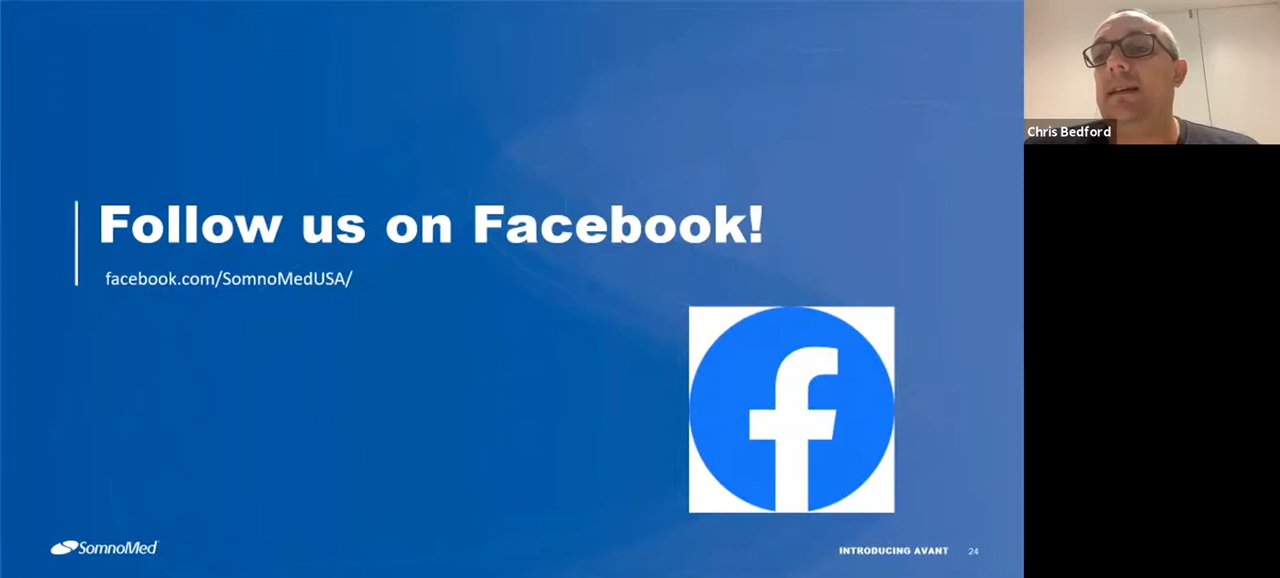 Chris Bedford
Follow us on Facebook!
facebook.com/SomnoMedUSA/
SomnoMed
INTRODUCING AVANT 24